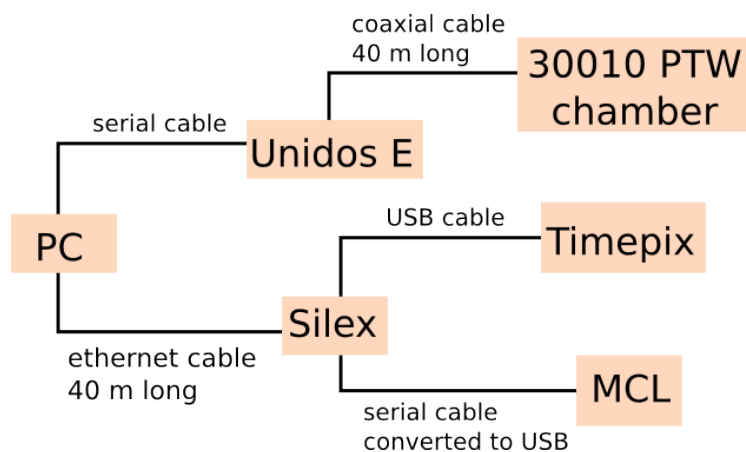 coaxial cable
40 m long
30010 PTW
chamber
serial cable
Unidos E
USB cable
Timepix
PC
Silex
ethernet cable
40 m long
MCL
serial cable
converted to USB